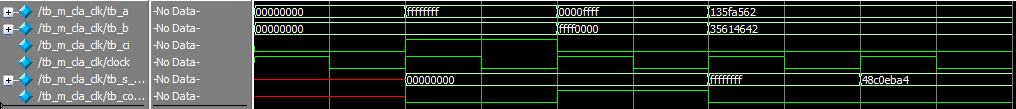 /tb_m_cla_clk/tb_a -No Data- 00000000 ffffffff 0000ffff 135fa562
/tb_m_cla_clk/tb_b -No Data- 00000000 ffff0000 35614642
/tb_m_cla_clk/tb_ci -No Data-
/tb_m_cla_clk/clock -No Data-
/tb_m_cla_clk/tb_s_... -No Data- 00000000 ffffffff 48c0eba4
/tb_m_cla_clk/tb_co... -No Data-